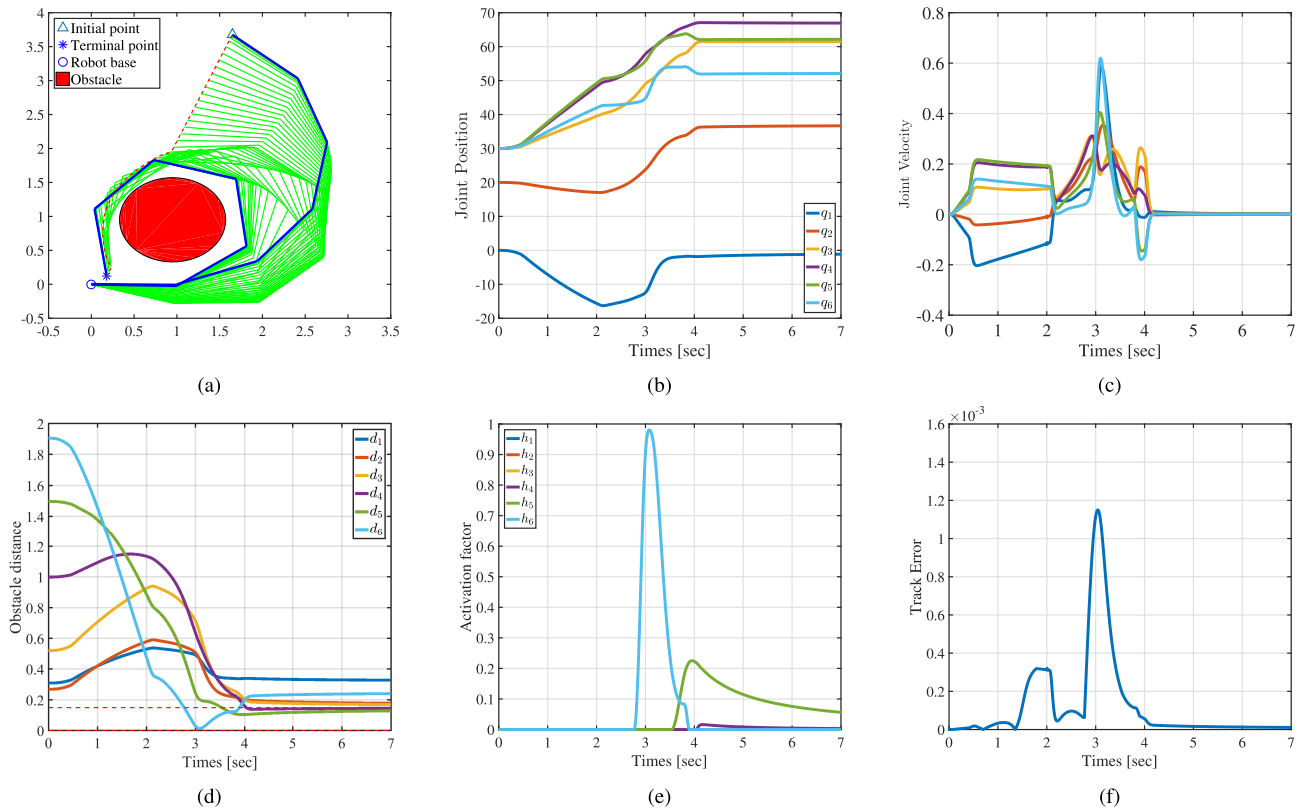 Initial point
Terminal point
Robot base
Obstacle
4
3.5
3
2.5
2
1.5
1
0.5
0
-0.5
-0.5 0 0.5 1 1.5 2 2.5 3 3.5
(a)
Joint Position
70
60
50
40
30
20
10
0
-10
-20
q1
q2
q3
q4
q5
q6
0 1 2 3 4 5 6 7
Times [sec]
(b)
Joint Velocity
0.8
0.6
0.4
0.2
0
-0.2
-0.4
q1
q2
q3
q4
q5
q6
0 1 2 3 4 5 6 7
Times [sec]
(c)
Obstacle distance
2
1.8
1.6
1.4
1.2
1
0.8
0.6
0.4
0.2
0
d1
d2
d3
d4
d5
d6
0 1 2 3 4 5 6 7
Times [sec]
(d)
Activation factor
1
0.9
0.8
0.7
0.6
0.5
0.4
0.3
0.2
0.1
0
h1
h2
h3
h4
h5
h6
0 1 2 3 4 5 6 7
Times [sec]
(e)
Track Error
×10-3
1.6
1.4
1.2
1
0.8
0.6
0.4
0.2
0
0 1 2 3 4 5 6 7
Times [sec]
(f)